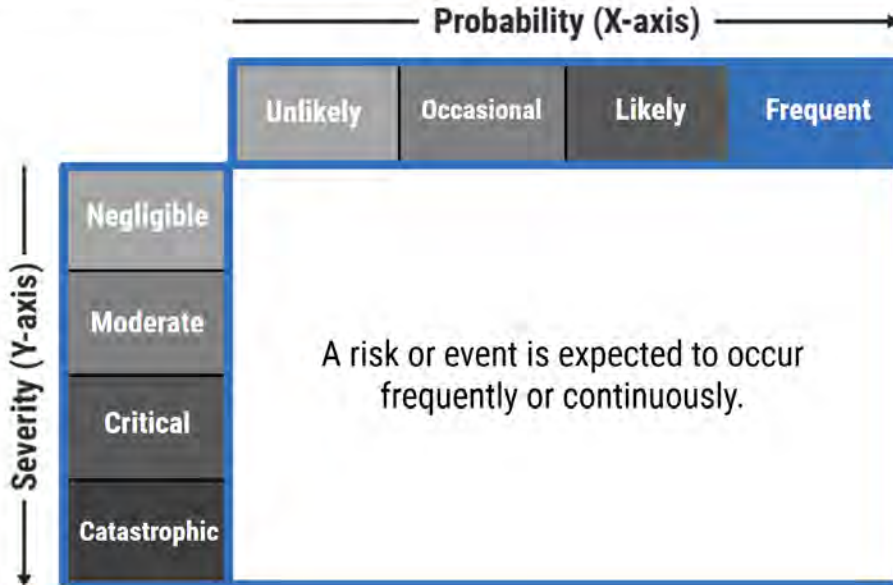 Probability (X-axis)
Unlikely
Occasional
Likely
Frequent
Severity (Y-axis)
Negligible
Moderate
Critical
Catastrophic
A risk or event is expected to occur
frequently or continuously.